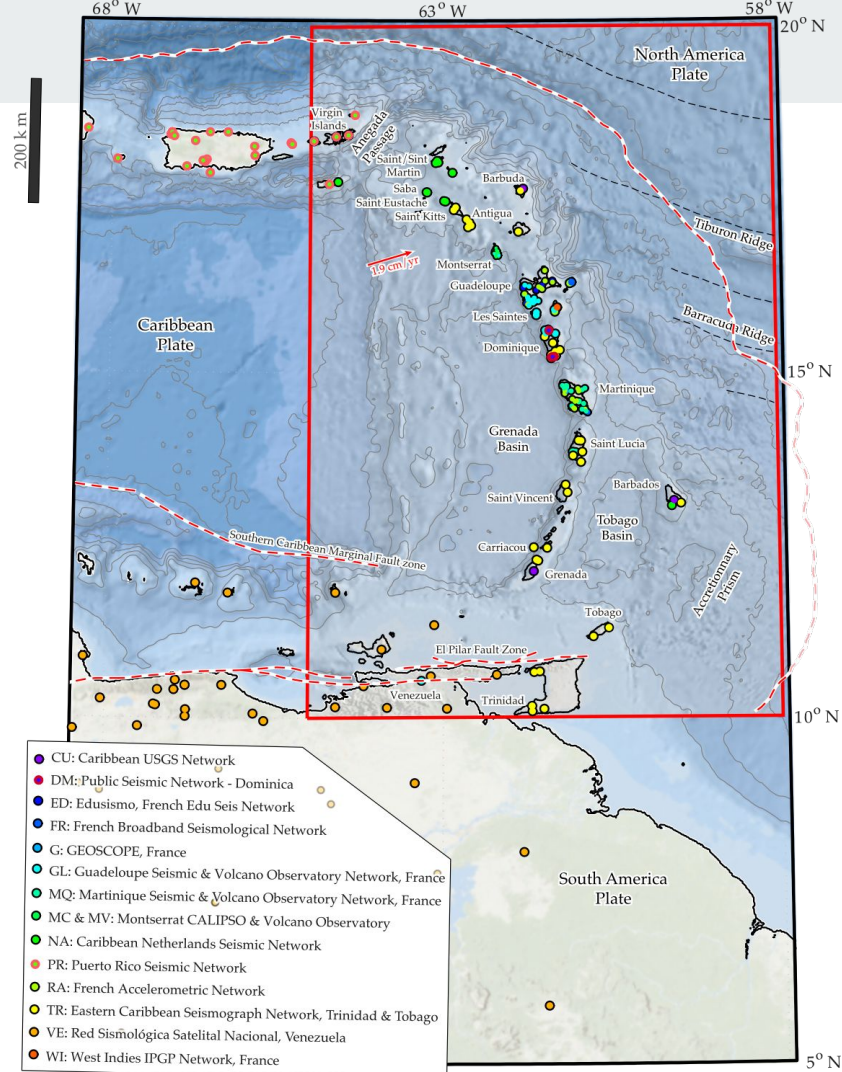 68° W
63° W
58° W
20° N
North America
Plate
200 km
Virgin
Islands
Anegada
Passage
Saint/Sint
Martin
Saba
Saint Eustache
Saint Kitts
Barbuda
Antigua
Tiburon Ridge
1.9 cm/yr
Montserrat
Guadeloupe
Les Saintes
Barracuda Ridge
Caribbean
Plate
Dominique
15° N
Martinique
Grenada
Basin
Saint Lucia
Barbados
Saint Vincent
Tobago
Basin
Southern Caribbean Marginal Fault zone
Carriacou
Grenada
Accretionnary
Prism
Tobago
El Pilar Fault Zone
Venezuela
Trinidad
10° N
CU: Caribbean USGS Network
DM: Public Seismic Network - Dominica
ED: Edusismo, French Edu Seis Network
FR: French Broadband Seismological Network
G: GEOSCOPE, France
GL: Guadeloupe Seismic & Volcano Observatory Network, France
MQ: Martinique Seismic & Volcano Observatory Network, France
MC & MV: Montserrat CALIPSO & Volcano Observatory
NA: Caribbean Netherlands Seismic Network
PR: Puerto Rico Seismic Network
RA: French Accelerometric Network
TR: Eastern Caribbean Seismograph Network, Trinidad & Tobago
VE: Red Sismológica Satelital Nacional, Venezuela
WI: West Indies IPGP Network, France
South America
Plate
5° N